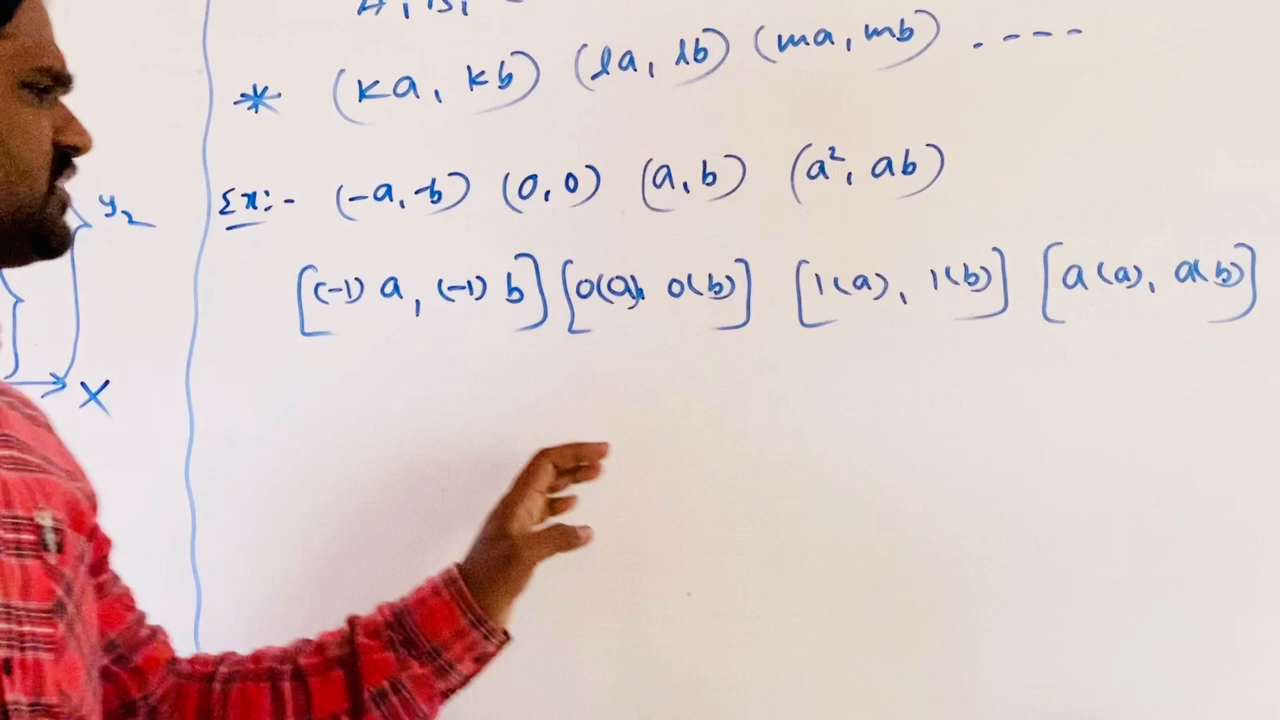 * (ka, kb) (la, lb) (ma, mb) ----
Ex:- (-a, -b) (0, 0) (a, b) (a², ab)
[(-1) a, (-1) b] [0(a), 0(b)] [1(a), 1(b)] [a(a), a(b)]
y₂
X